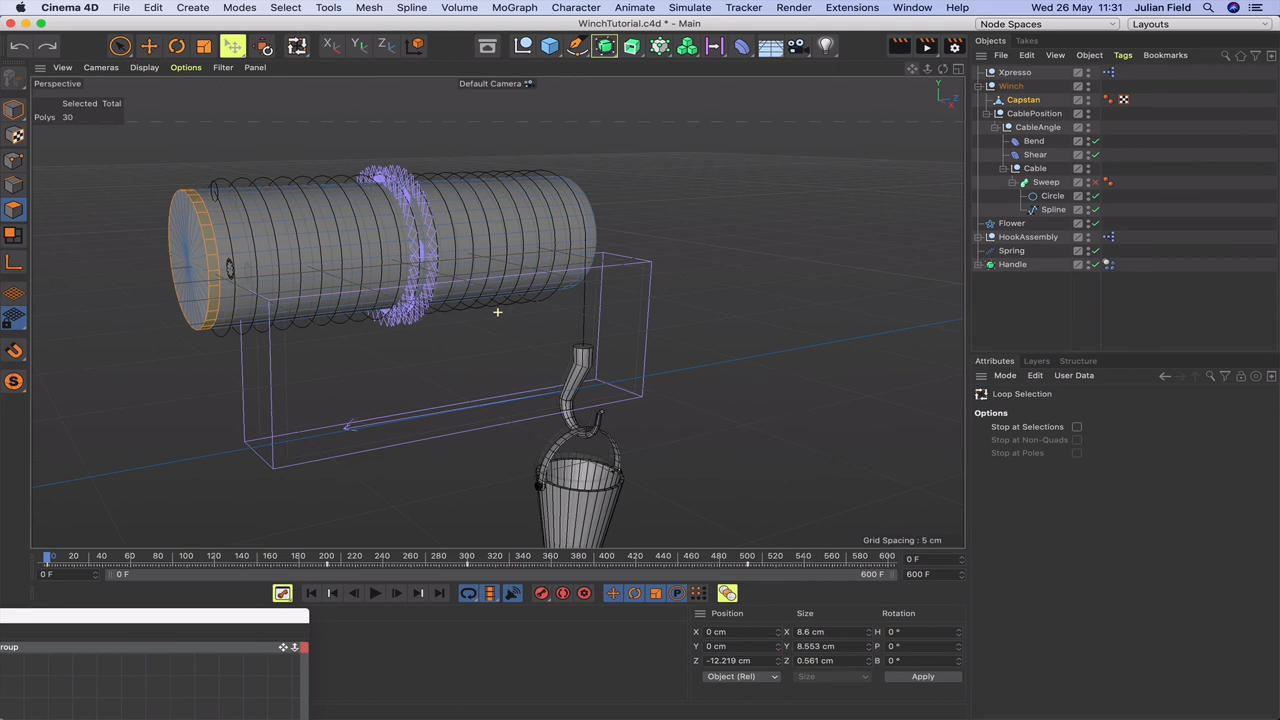 Cinema 4D File Edit Create Modes Select Tools Mesh Spline Volume MoGraph Character Animate Simulate Tracker Render Extensions Window Help Wed 26 May 11:31 Julian Field
WinchTutorial.c4d * - Main
Node Spaces
Layouts
X Y Z
Objects Takes
File Edit View Object Tags Bookmarks
View Cameras Display Options Filter Panel
Perspective
Default Camera
Selected Total
Polys 30
Y
Z
X
Xpresso
Winch
Capstan
CablePosition
CableAngle
Bend
Shear
Cable
Sweep
Circle
Spline
Flower
HookAssembly
Spring
Handle
Attributes Layers Structure
Mode Edit User Data
Loop Selection
Options
Stop at Selections
Stop at Non-Quads
Stop at Poles
Grid Spacing : 5 cm
0 20 40 60 80 100 120 140 160 180 200 220 240 260 280 300 320 340 360 380 400 420 440 460 480 500 520 540 560 580 600 0 F
0 F 0 F 600 F 600 F
Position Size Rotation
X 0 cm X 8.6 cm H 0 °
Y 0 cm Y 8.553 cm P 0 °
Z -12.219 cm Z 0.561 cm B 0 °
Object (Rel) Size Apply
roup